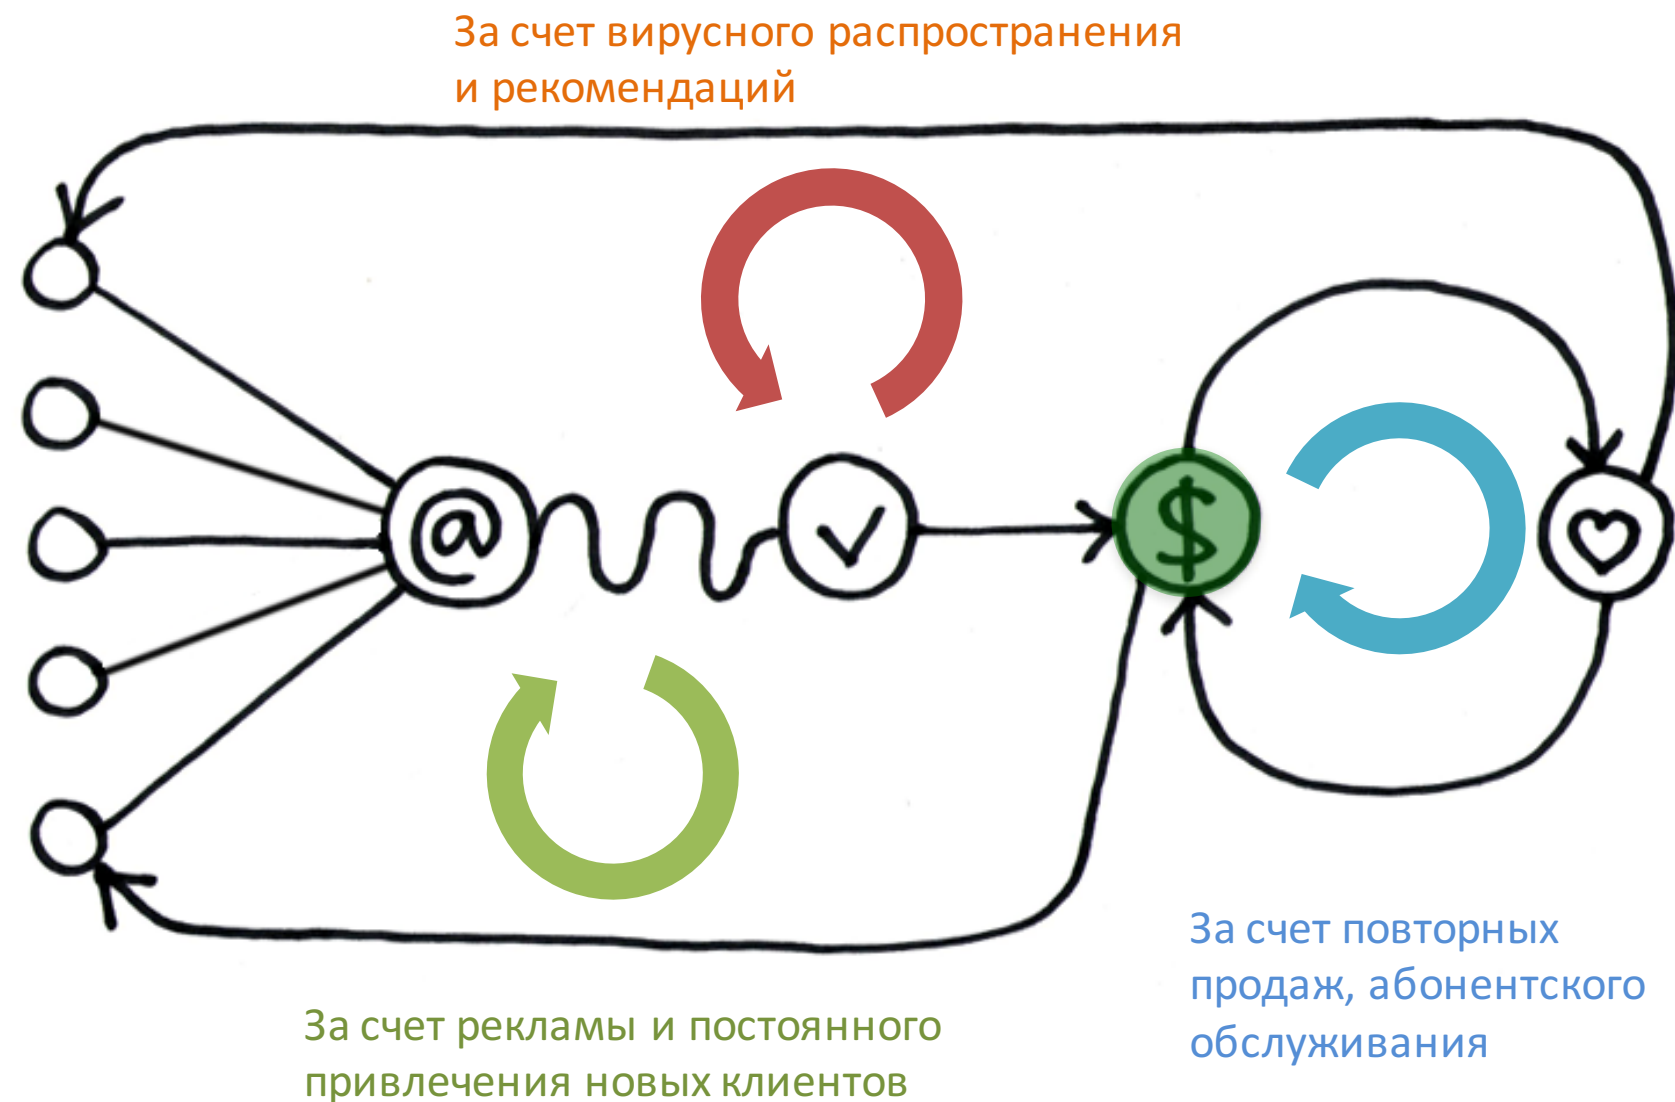 За счет вирусного распространения
и рекомендаций
@
$
За счет повторных
продаж, абонентского
обслуживания
За счет рекламы и постоянного
привлечения новых клиентов